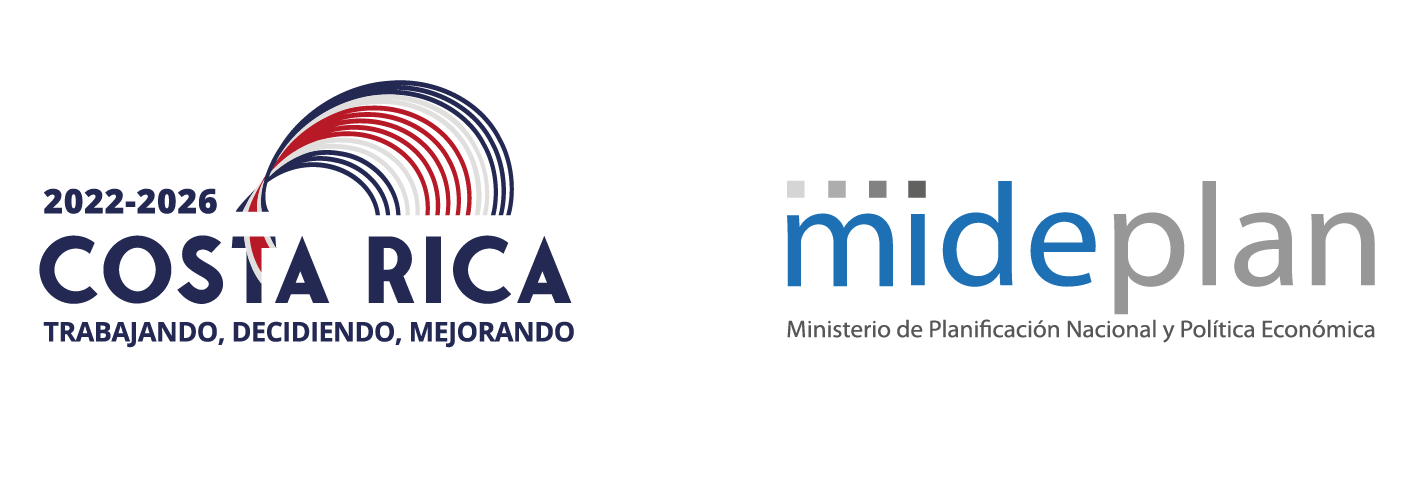 2022-2026
COSTA RICA
TRABAJANDO, DECIDIENDO, MEJORANDO
mideplan
Ministerio de Planificación Nacional y Política Económica